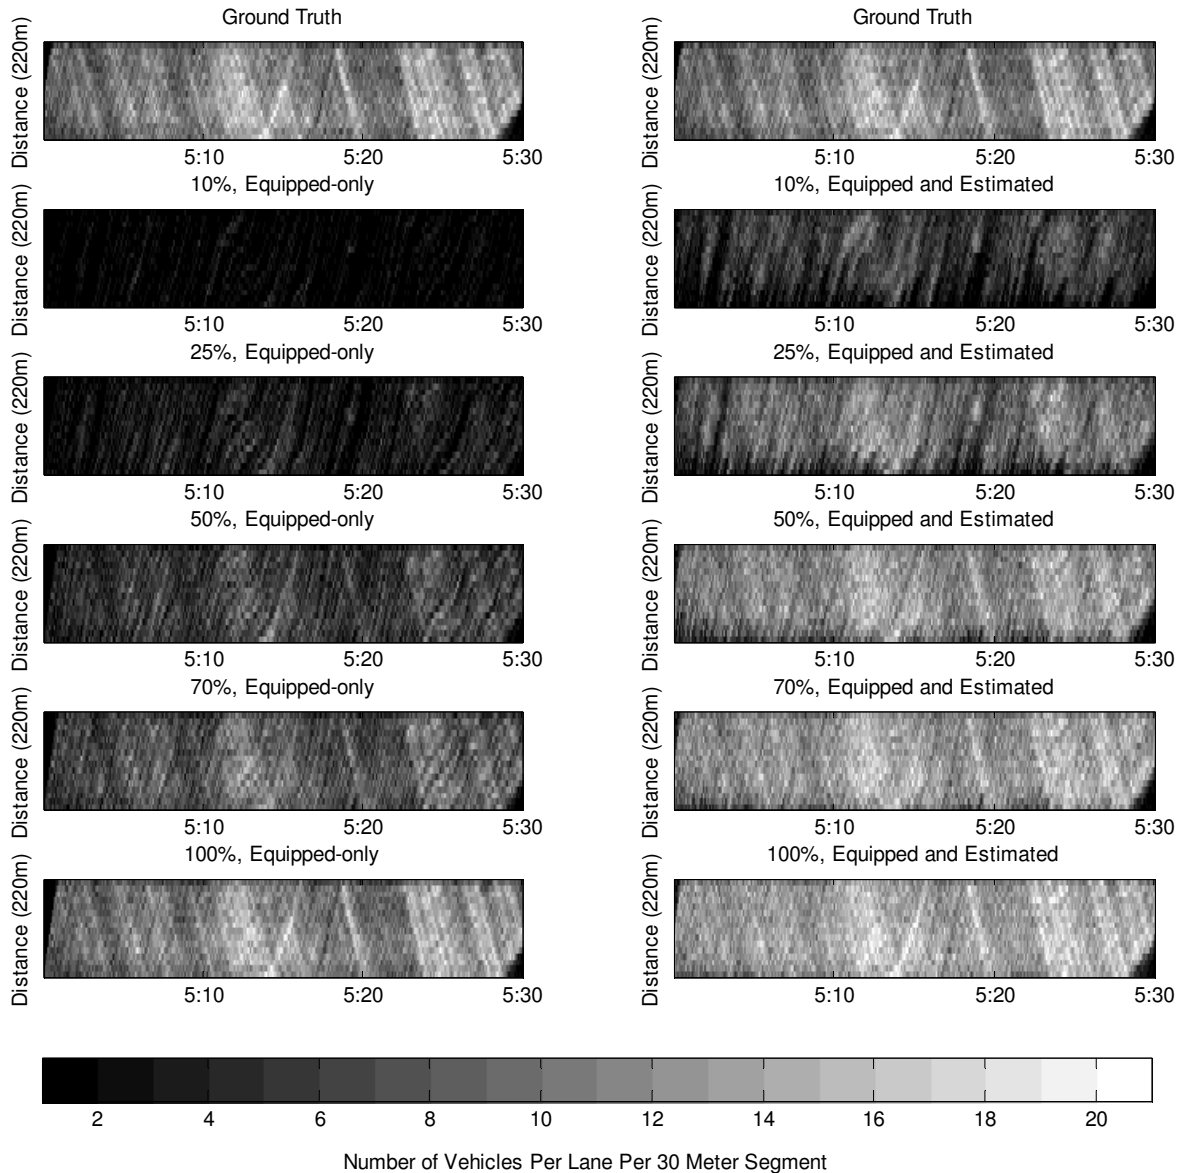 Ground Truth
Ground Truth
Distance (220m)
Distance (220m)
5:10 5:20 5:30
5:10 5:20 5:30
10%, Equipped-only
10%, Equipped and Estimated
Distance (220m)
Distance (220m)
5:10 5:20 5:30
5:10 5:20 5:30
25%, Equipped-only
25%, Equipped and Estimated
Distance (220m)
Distance (220m)
5:10 5:20 5:30
5:10 5:20 5:30
50%, Equipped-only
50%, Equipped and Estimated
Distance (220m)
Distance (220m)
5:10 5:20 5:30
5:10 5:20 5:30
70%, Equipped-only
70%, Equipped and Estimated
Distance (220m)
Distance (220m)
5:10 5:20 5:30
5:10 5:20 5:30
100%, Equipped-only
100%, Equipped and Estimated
Distance (220m)
Distance (220m)
5:10 5:20 5:30
5:10 5:20 5:30
2 4 6 8 10 12 14 16 18 20
Number of Vehicles Per Lane Per 30 Meter Segment